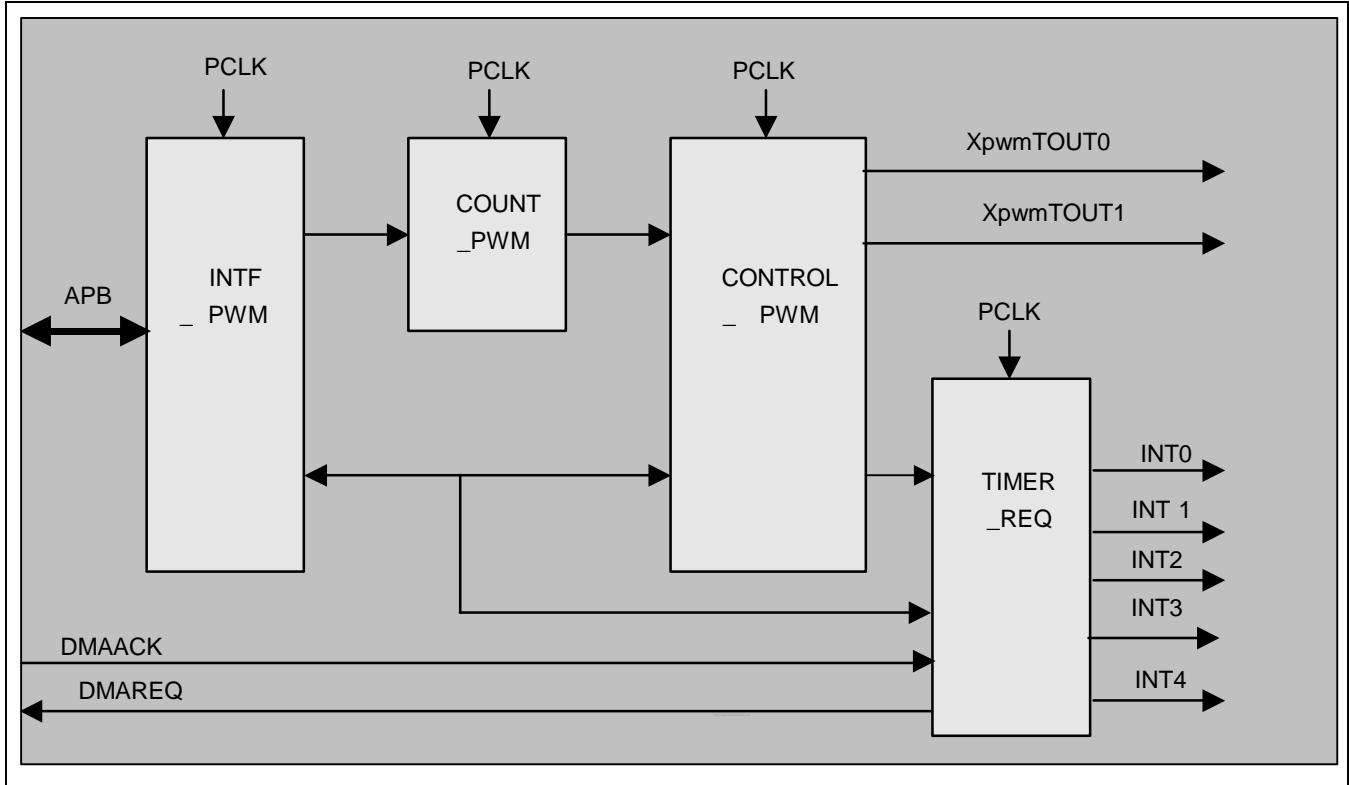 PCLK
PCLK
PCLK
XpwmTOUT0
COUNT
_PWM
XpwmTOUT1
INTF
_ PWM
CONTROL
_ PWM
APB
PCLK
TIMER
_REQ
INT0
INT 1
INT2
INT3
INT4
DMAACK
DMAREQ